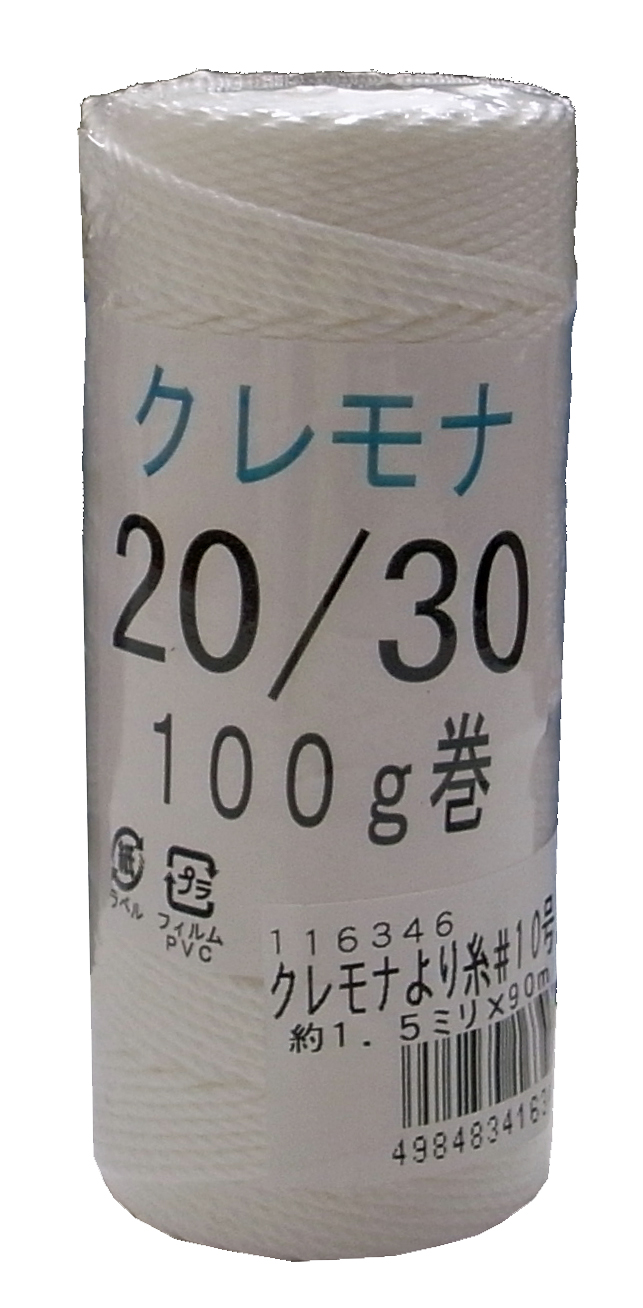 クレモナ
20/30
100g巻
紙
ラベル
プラ
フィルム
PVC
116346
クレモナより糸#10号
約1.5ミリ×90m
498483416